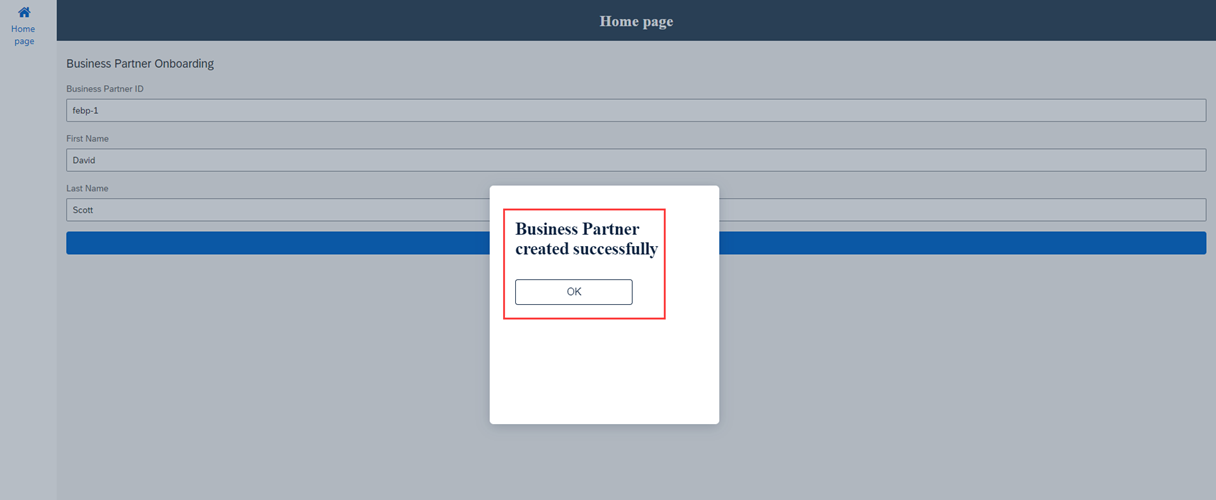 Home
page
Home page
Business Partner Onboarding
Business Partner ID
febp-1
First Name
David
Last Name
Scott
Business Partner
created successfully
OK